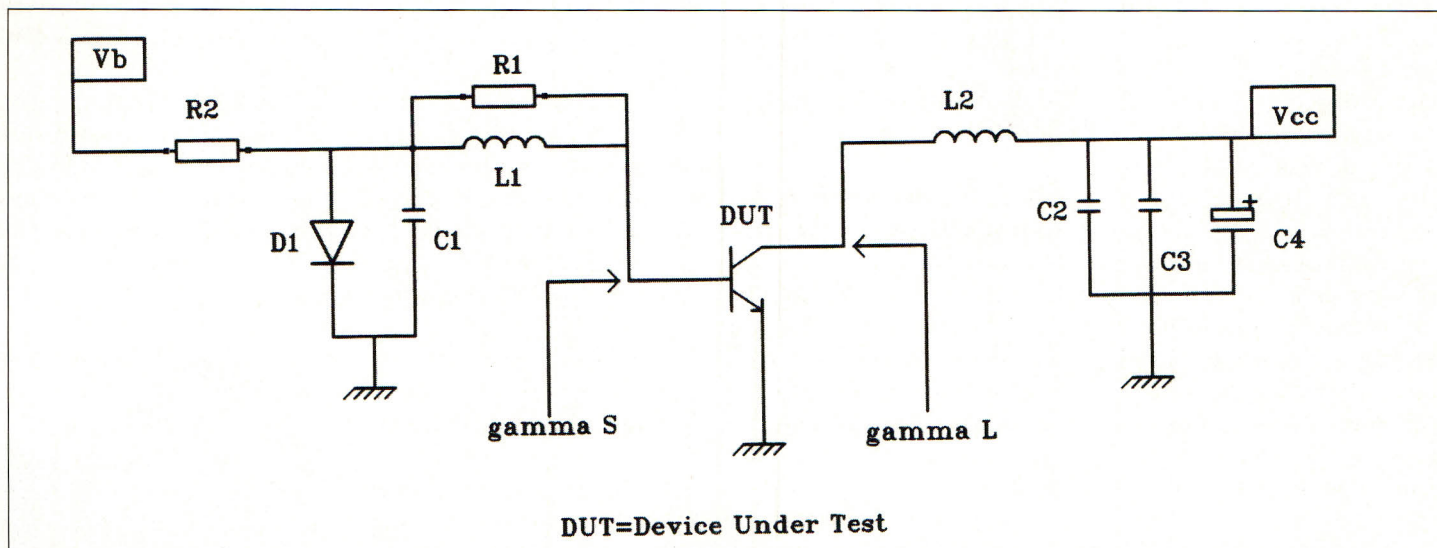 Vb
R2
R1
L1
D1
C1
DUT
gamma S
L2
Vcc
C2
C3
+
C4
gamma L
DUT=Device Under Test